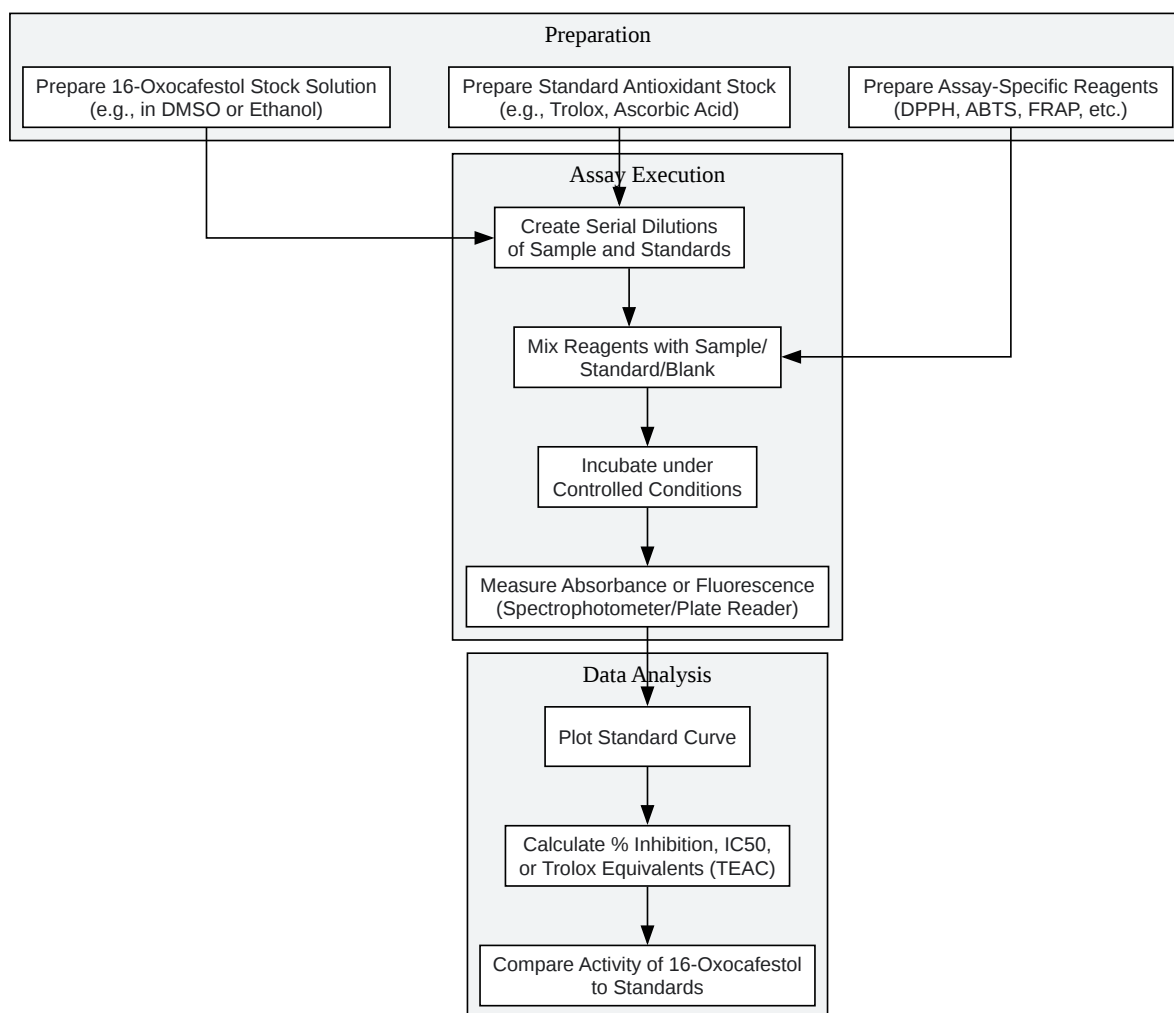 Preparation
Prepare 16-Oxocafestol Stock Solution
(e.g., in DMSO or Ethanol)
Prepare Standard Antioxidant Stock
(e.g., Trolox, Ascorbic Acid)
Prepare Assay-Specific Reagents
(DPPH, ABTS, FRAP, etc.)
Assay Execution
Create Serial Dilutions
of Sample and Standards
Mix Reagents with Sample/
Standard/Blank
Incubate under
Controlled Conditions
Measure Absorbance or Fluorescence
(Spectrophotometer/Plate Reader)
Data Analysis
Plot Standard Curve
Calculate % Inhibition, IC50,
or Trolox Equivalents (TEAC)
Compare Activity of 16-Oxocafestol
to Standards